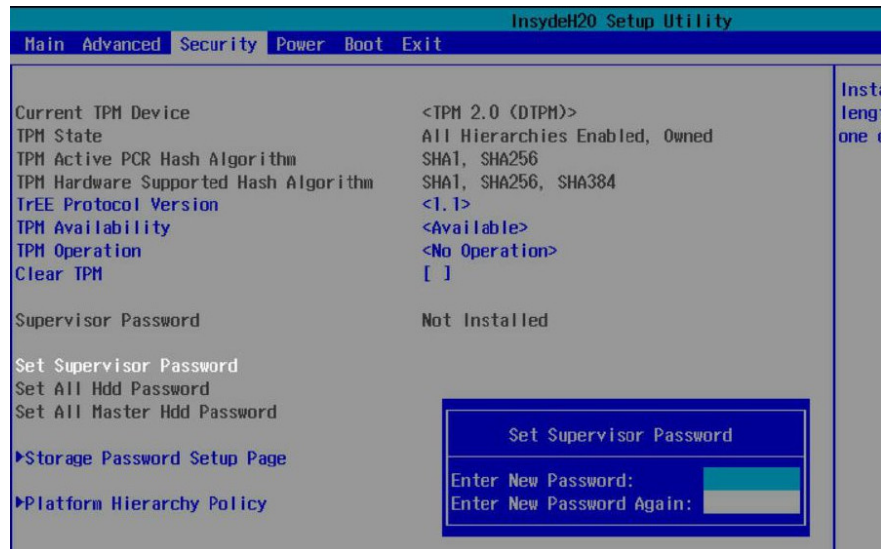 InsydeH20 Setup Utility
Main Advanced Security Power Boot Exit
Current TPM Device <TPM 2.0 (DTPM)>
TPM State All Hierarchies Enabled, Owned
TPM Active PCR Hash Algorithm SHA1, SHA256
TPM Hardware Supported Hash Algorithm SHA1, SHA256, SHA384
TrEE Protocol Version <1.1>
TPM Availability <Available>
TPM Operation <No Operation>
Clear TPM [ ]
Supervisor Password Not Installed
Set Supervisor Password
Set All Hdd Password
Set All Master Hdd Password
▶Storage Password Setup Page
▶Platform Hierarchy Policy
Set Supervisor Password
Enter New Password:
Enter New Password Again: